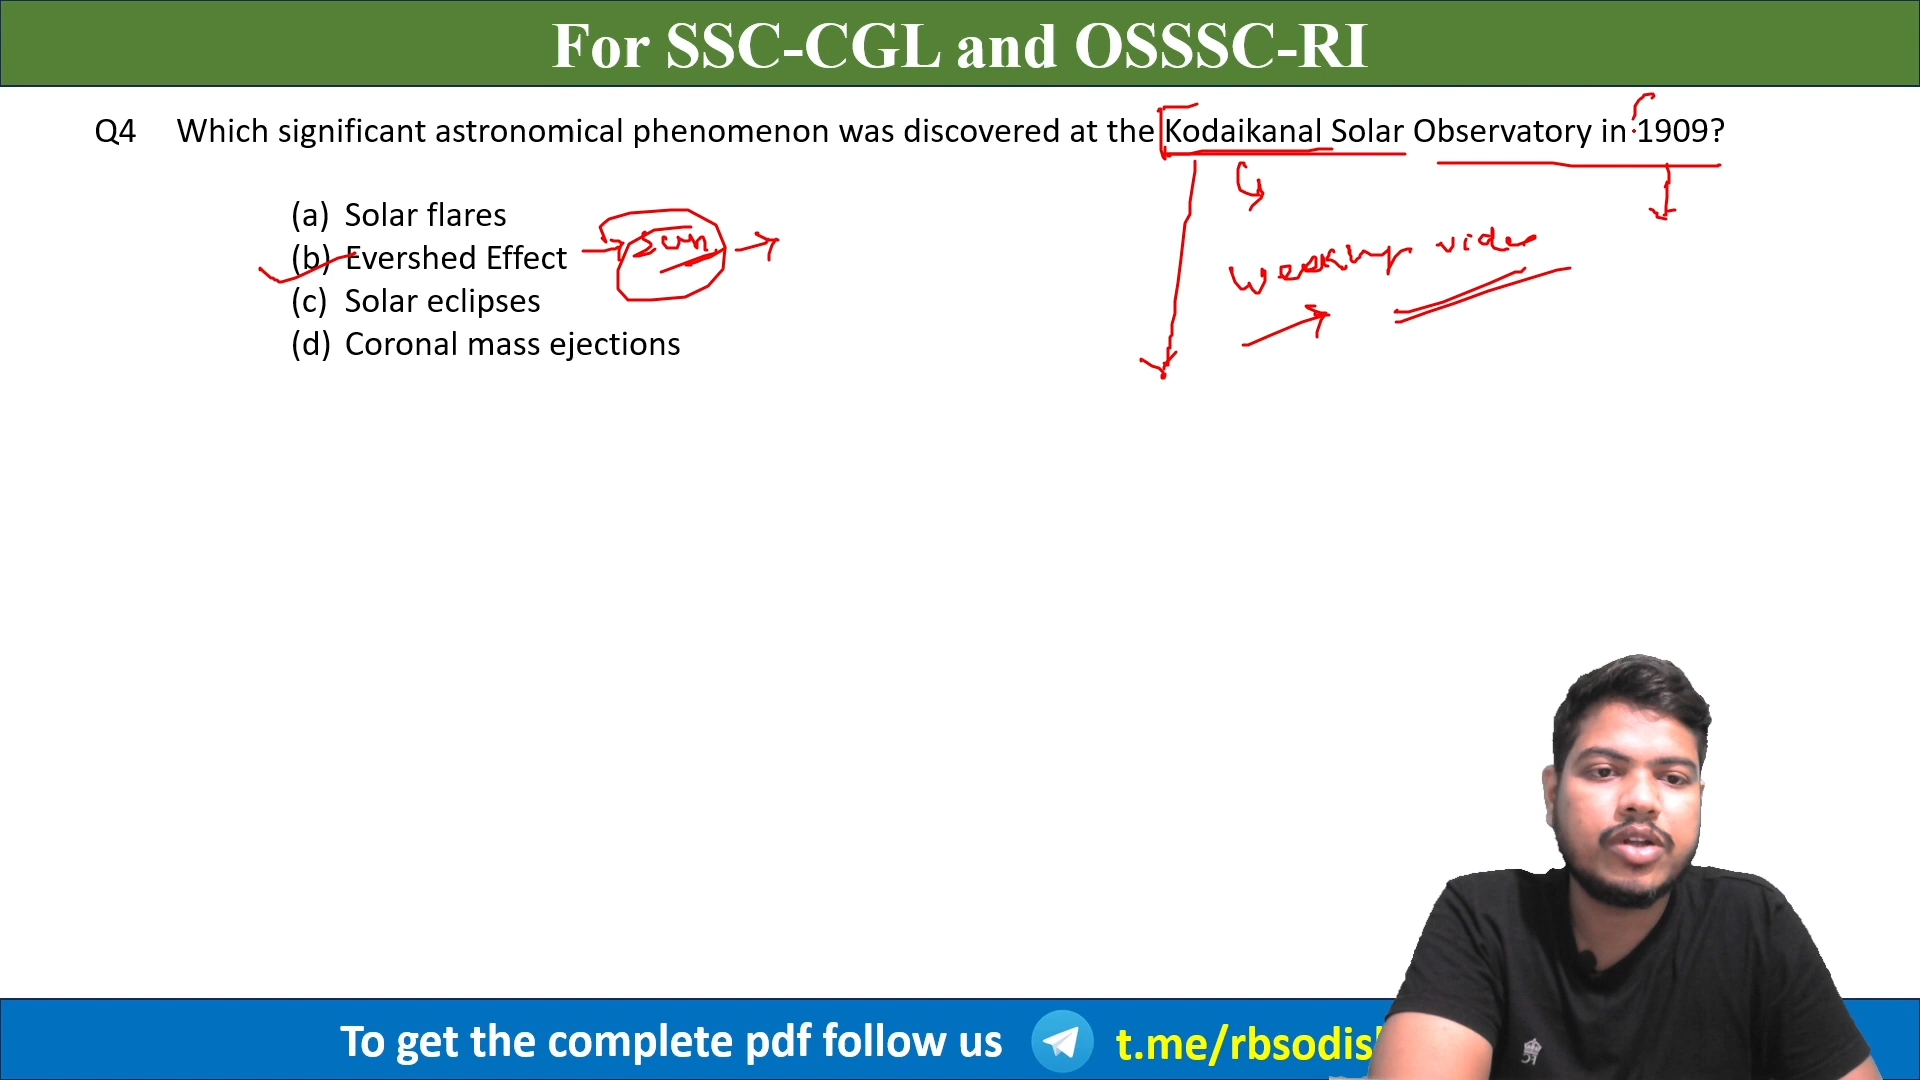 For SSC-CGL and OSSSC-RI
Q4 Which significant astronomical phenomenon was discovered at the Kodaikanal Solar Observatory in 1909?
(a) Solar flares
(b) Evershed Effect
sun
(c) Solar eclipses
(d) Coronal mass ejections
video
To get the complete pdf follow us t.me/rbsodis